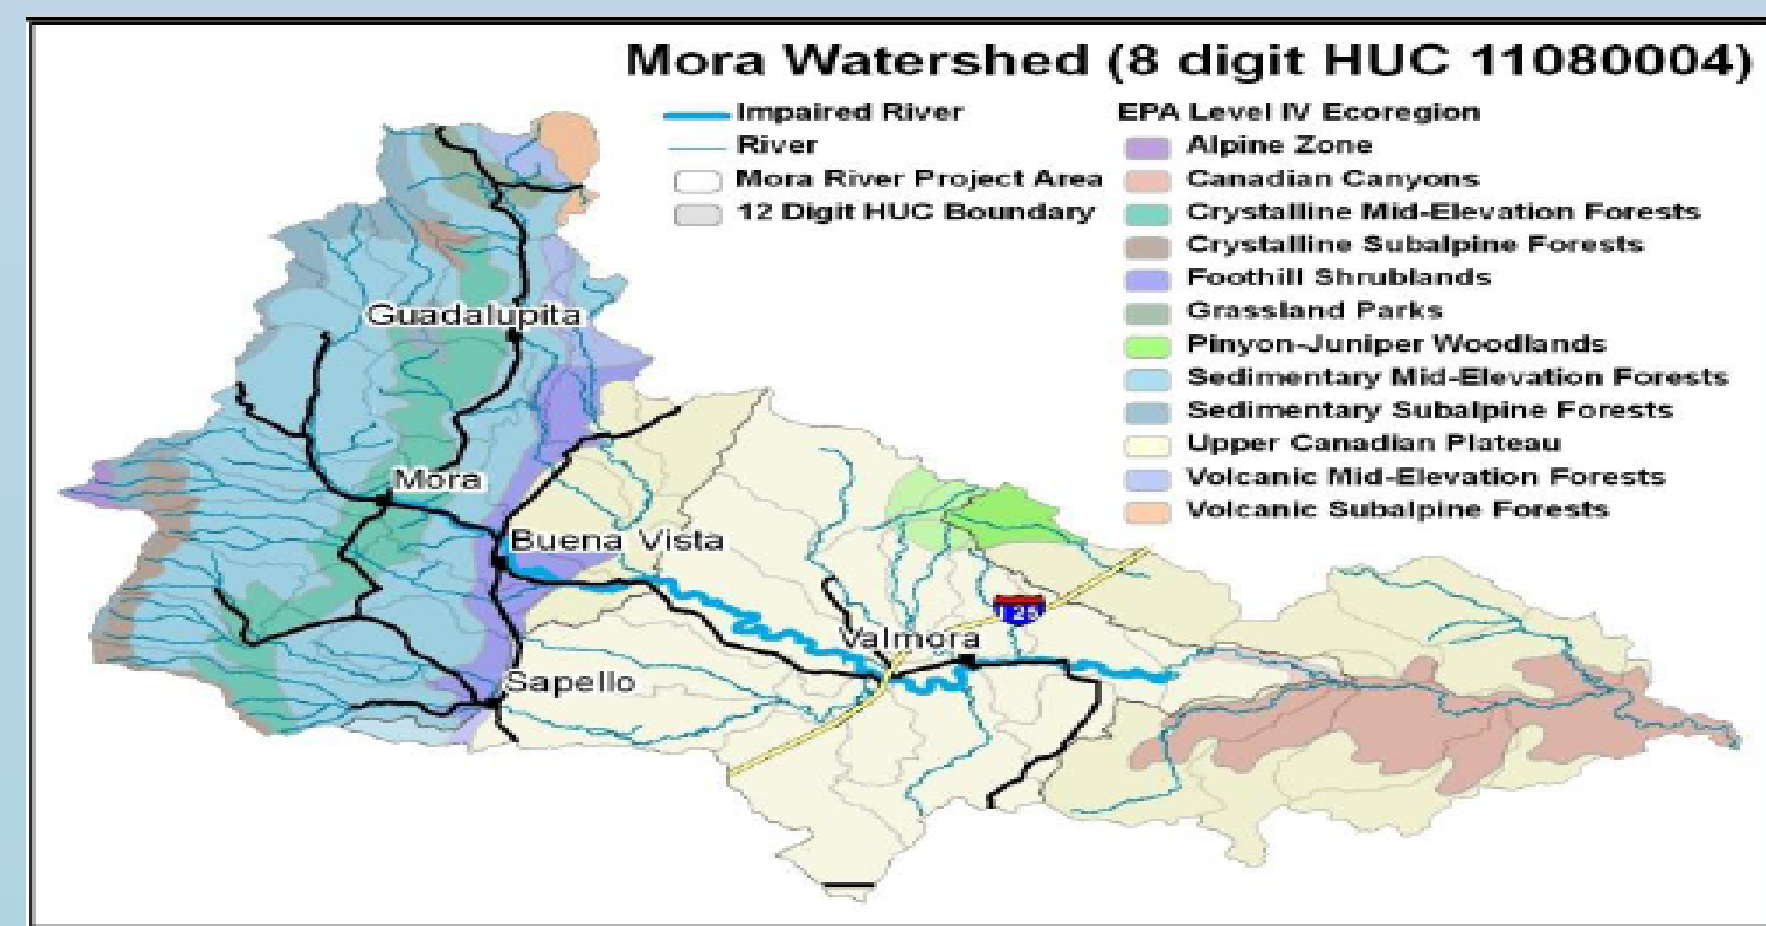 Mora Watershed (8 digit HUC 11080004)
Impaired River
River
Mora River Project Area
12 Digit HUC Boundary
EPA Level IV Ecoregion
Alpine Zone
Canadian Canyons
Crystalline Mid-Elevation Forests
Crystalline Subalpine Forests
Foothill Shrublands
Grassland Parks
Pinyon-Juniper Woodlands
Sedimentary Mid-Elevation Forests
Sedimentary Subalpine Forests
Upper Canadian Plateau
Volcanic Mid-Elevation Forests
Volcanic Subalpine Forests
Guadalupita
Mora
Buena Vista
I 25
Valmora
Sapello